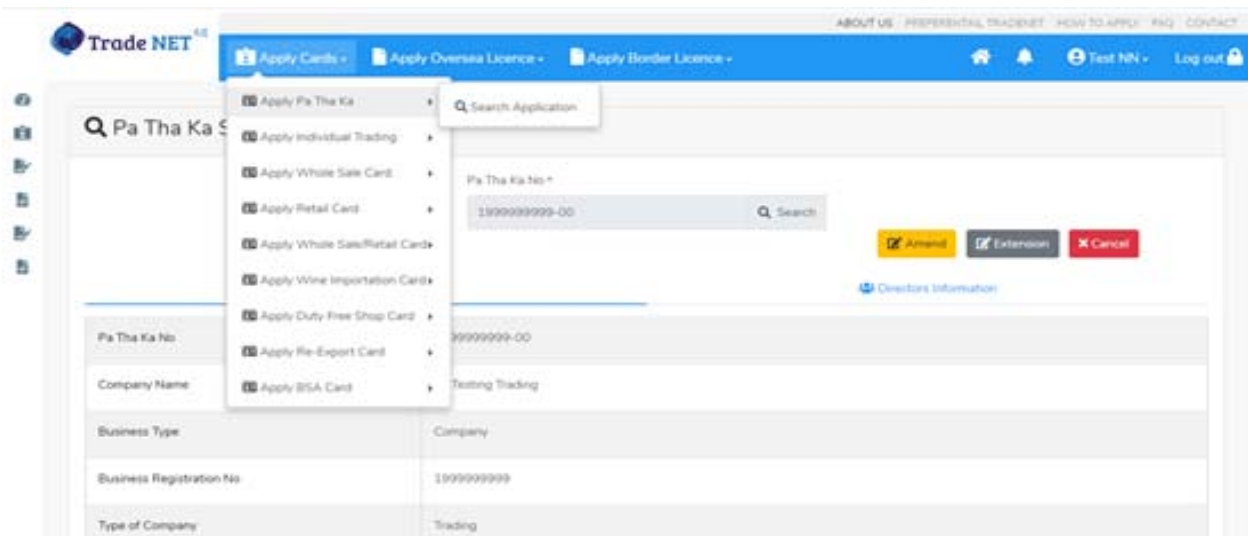 ABOUT US PREFERENTIAL TRADENET HOW TO APPLY FAQ CONTACT
Trade NET
Apply Cards Apply Oversea Licence Apply Border Licence Test NN Log out
Apply Pa Tha Ka
Search Application
Pa Tha Ka S
Apply Individual Trading
Apply Whole Sale Card
Pa Tha Ka No *
Apply Retail Card
1999999999-00 Search
Apply Whole Sale/Retail Card
Amend Extension Cancel
Apply Wine Importation Card
Directors Information
Apply Duty Free Shop Card
Pa Tha Ka No 99999999-00
Apply Re-Export Card
Company Name Testing Trading
Apply BSA Card
Business Type Company
Business Registration No 1999999999
Type of Company Trading